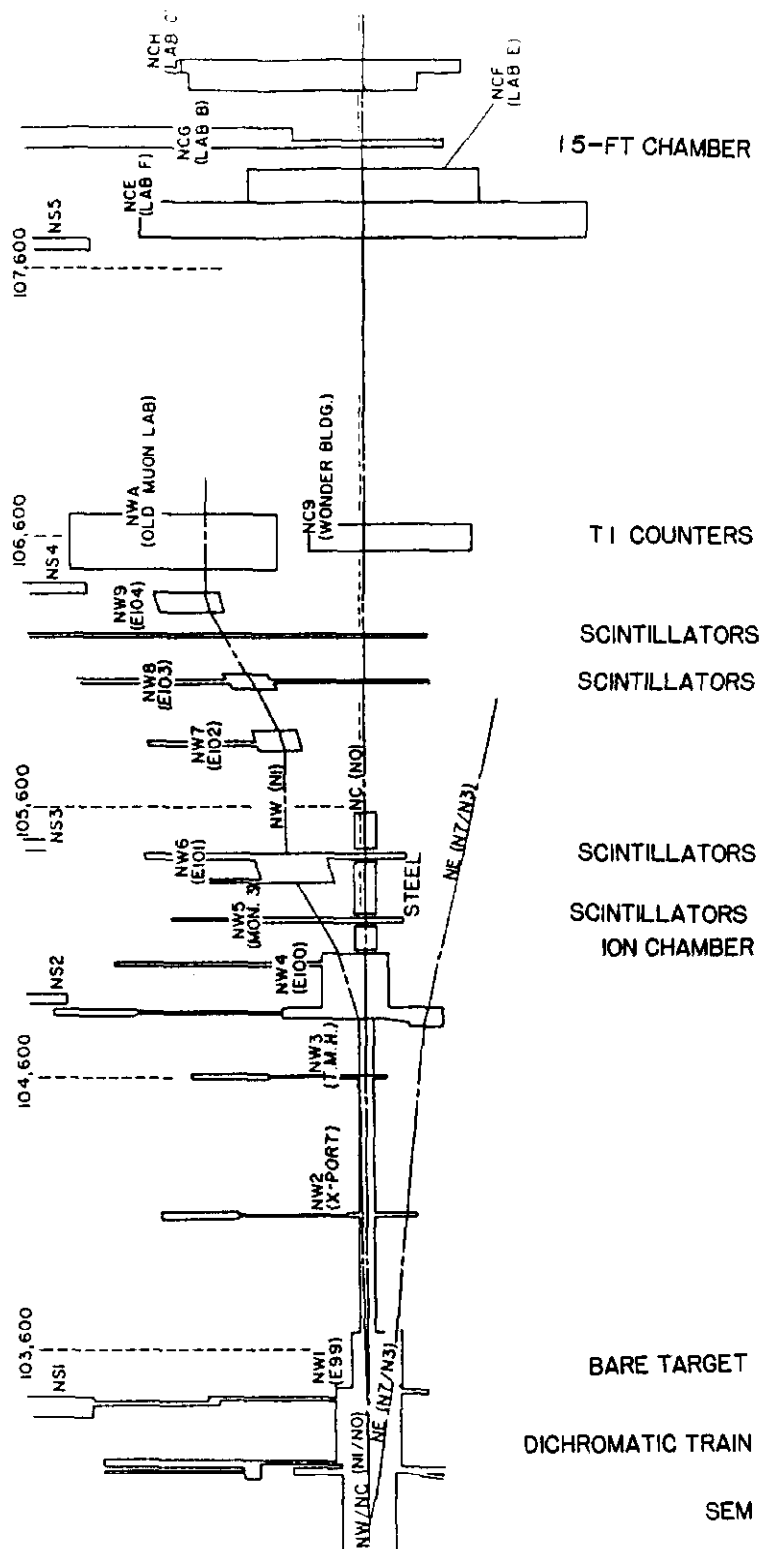 NCH
(LAB C)
NCF
(LAB E)
NCG
(LAB B)
15-FT CHAMBER
NCE
(LAB F)
NS5
107,600
NWA
(OLD MUON LAB)
NC9
(WONDER BLDG.)
106,600
NS4
T1 COUNTERS
NW9
(E104)
SCINTILLATORS
NW8
(E103)
SCINTILLATORS
NW7
(E102)
NW (N1)
NC (NO)
105,600
NS3
NE (N7/N3)
NW6
(E101)
SCINTILLATORS
STEEL
NW5
(MON. 3)
SCINTILLATORS
ION CHAMBER
NW4
(E100)
NS2
NW3
(T.M.H.)
104,600
NW2
(X-PORT)
103,600
NS1
NW1
(E99)
BARE TARGET
NE (N7/N3)
NW/NC (N1/NO)
DICHROMATIC TRAIN
SEM